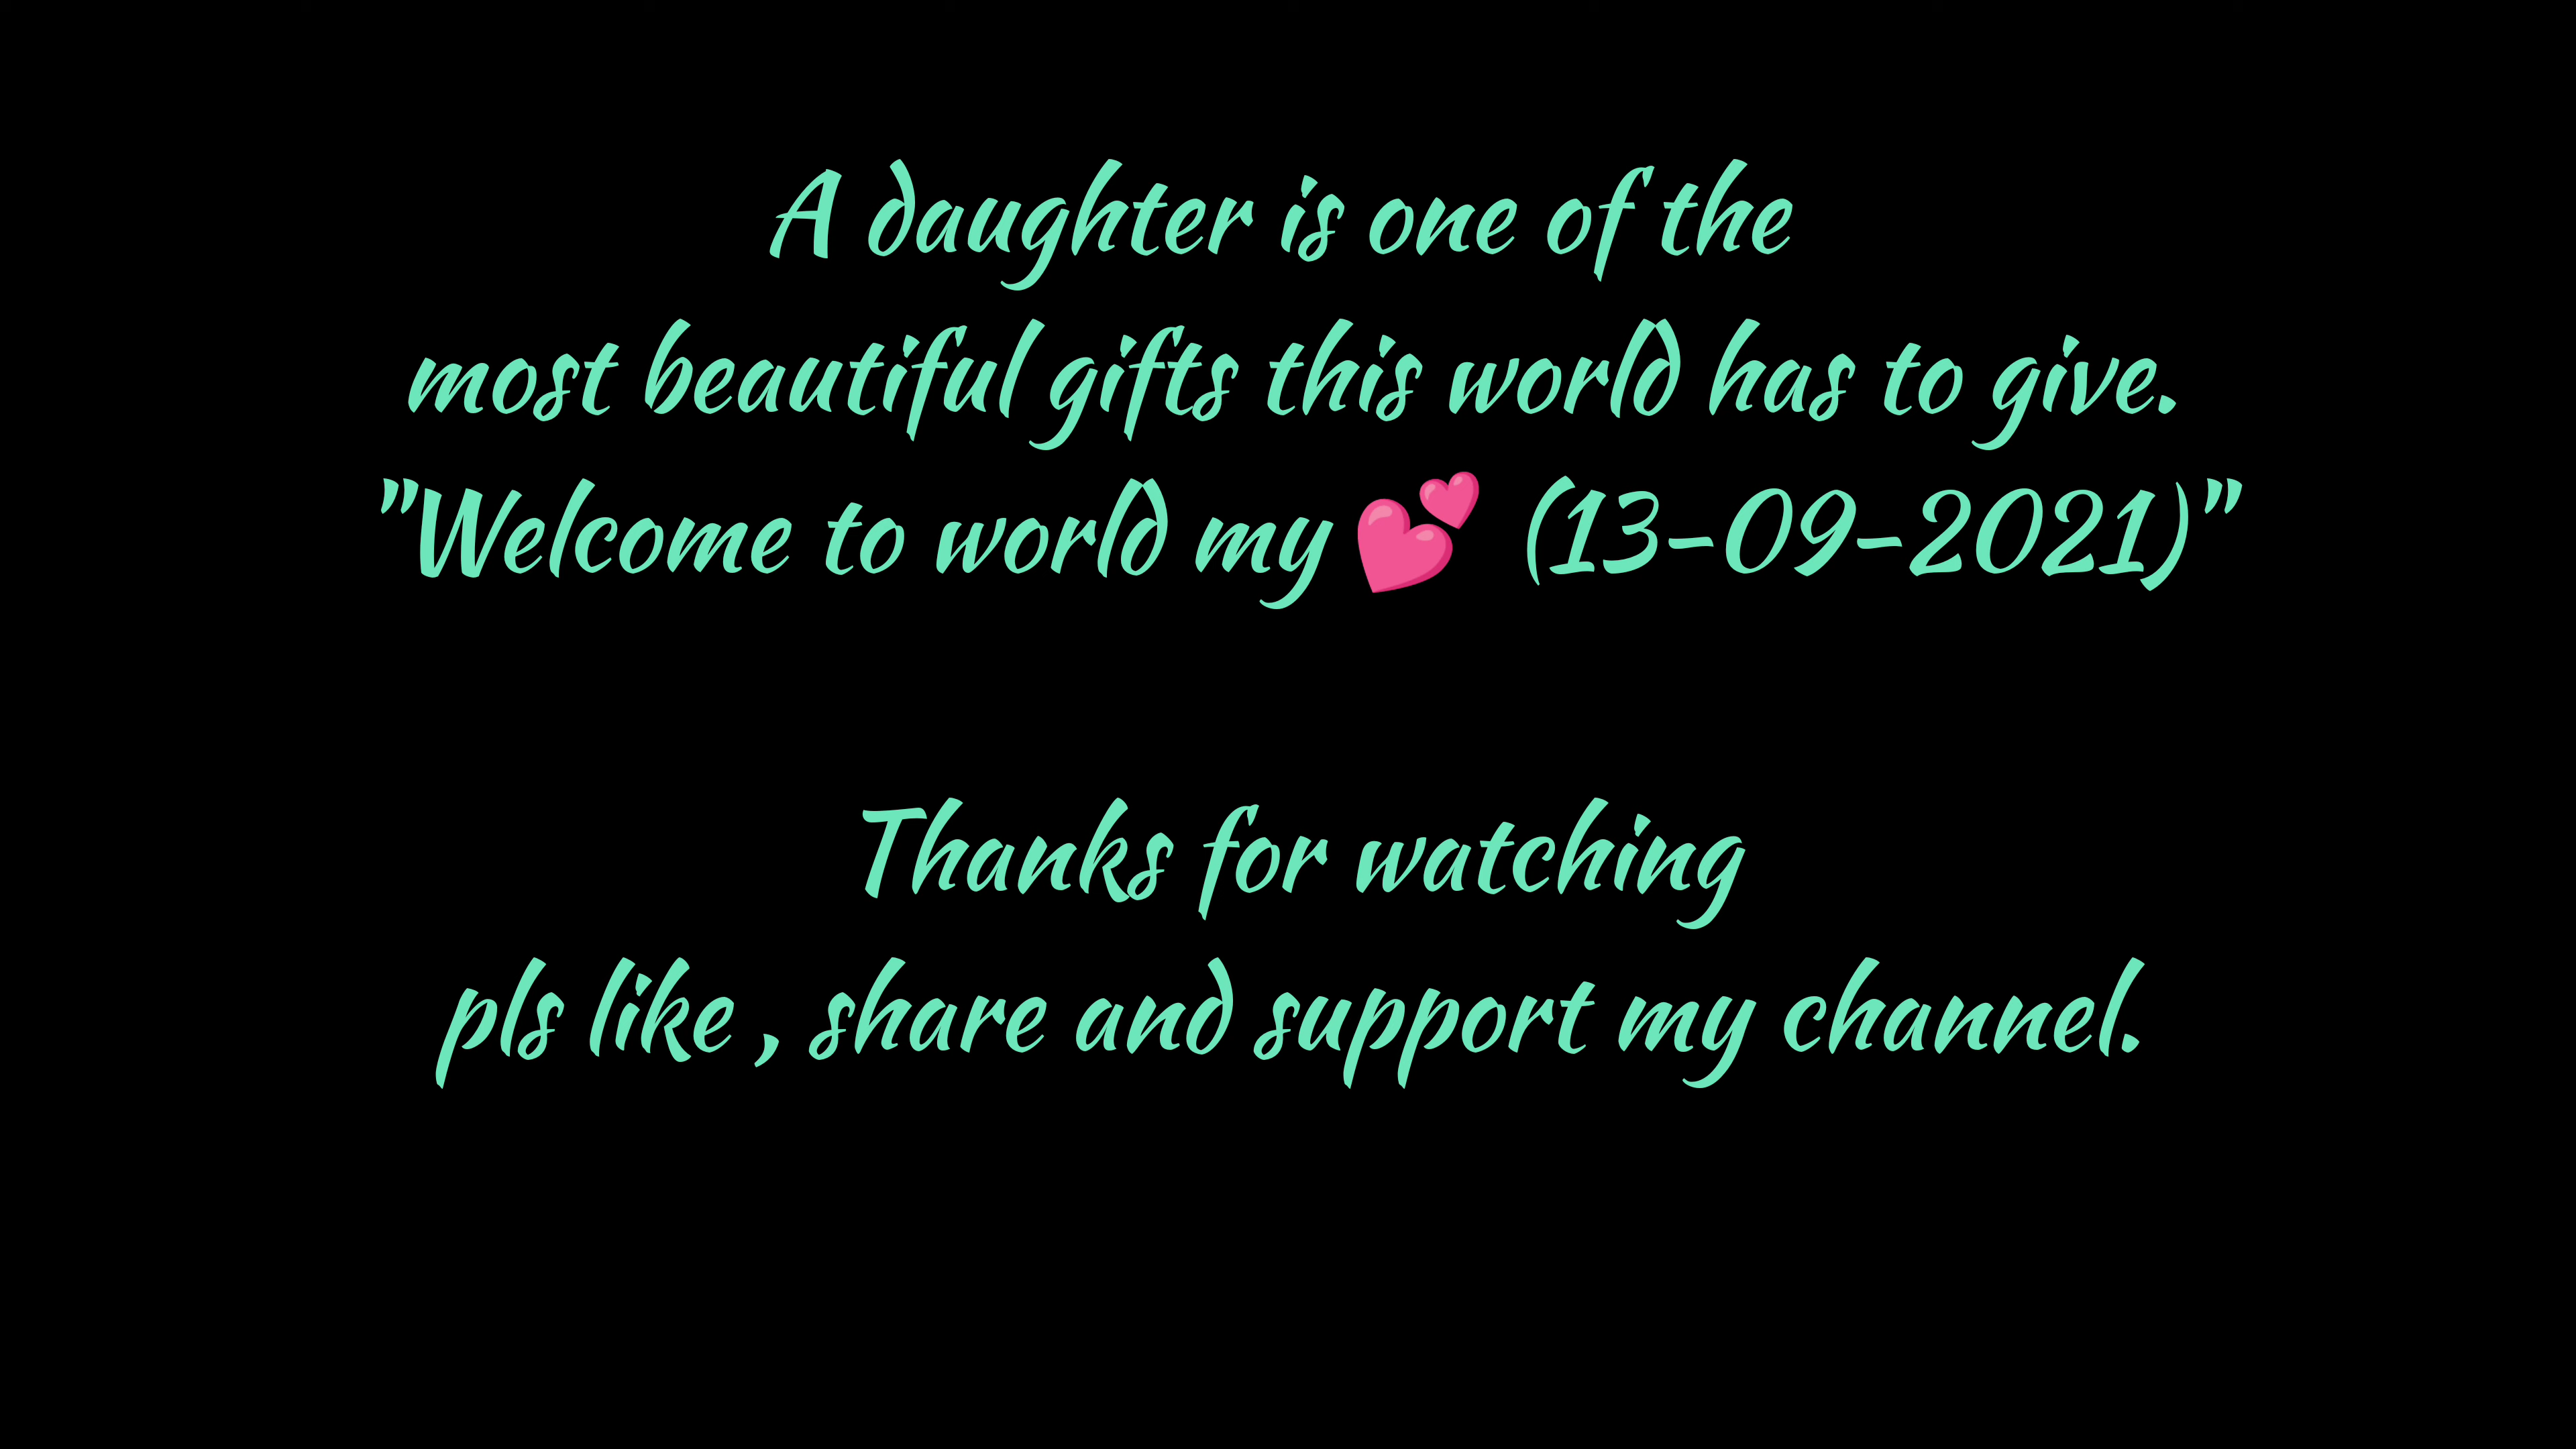 A daughter is one of the
most beautiful gifts this world has to give.
"Welcome to world my 💕 (13-09-2021)"
Thanks for watching
pls like , share and support my channel.